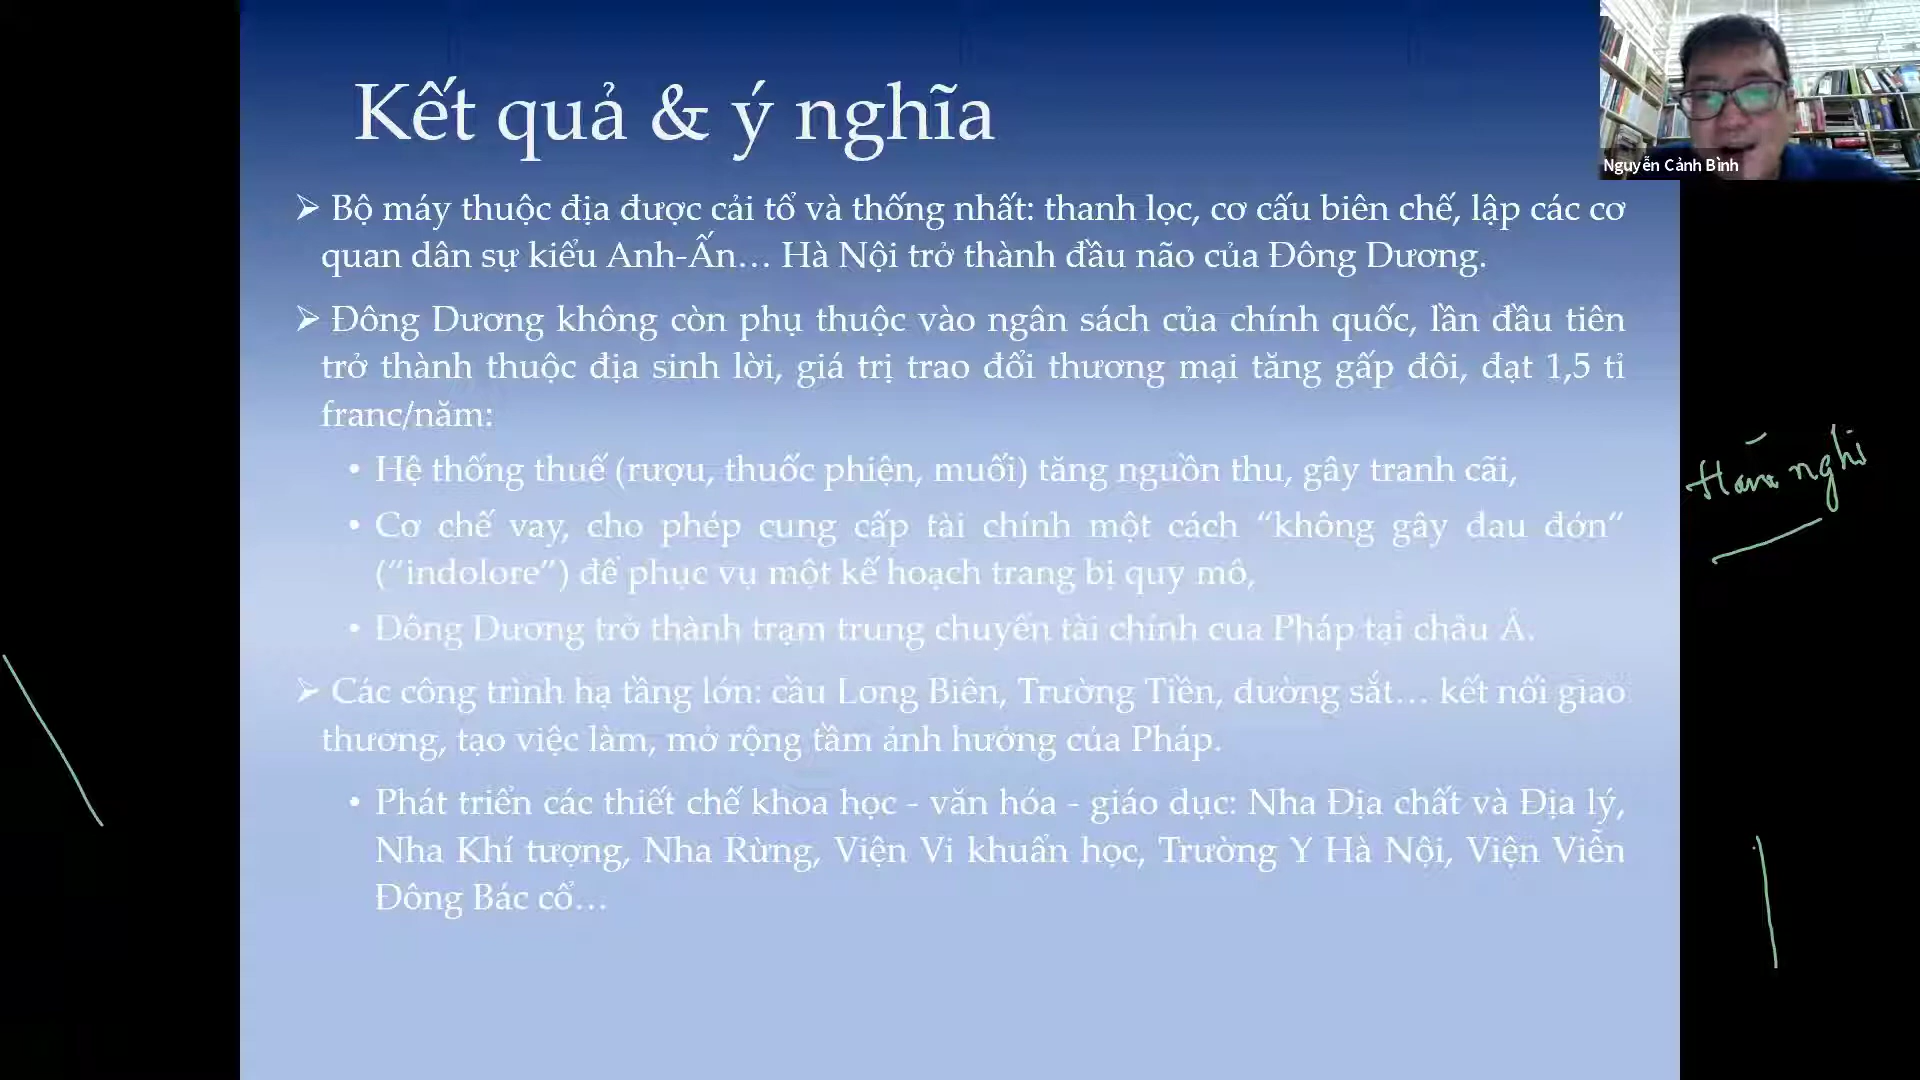 Kết quả & ý nghĩa
Nguyễn Cảnh Bình
➢ Bộ máy thuộc địa được cải tổ và thống nhất: thanh lọc, cơ cấu biên chế, lập các cơ
quan dân sự kiểu Anh-Ấn… Hà Nội trở thành đầu não của Đông Dương.
➢ Đông Dương không còn phụ thuộc vào ngân sách của chính quốc, lần đầu tiên
trở thành thuộc địa sinh lời, giá trị trao đổi thương mại tăng gấp đôi, đạt 1,5 tỉ
franc/năm:
• Hệ thống thuế (rượu, thuốc phiện, muối) tăng nguồn thu, gây tranh cãi,
• Cơ chế vay, cho phép cung cấp tài chính một cách “không gây đau đớn”
(“indolore”) để phục vụ một kế hoạch trang bị quy mô,
• Đông Dương trở thành trạm trung chuyển tài chính của Pháp tại châu Á.
➢ Các công trình hạ tầng lớn: cầu Long Biên, Trường Tiền, đường sắt… kết nối giao
thương, tạo việc làm, mở rộng tầm ảnh hưởng của Pháp.
• Phát triển các thiết chế khoa học - văn hóa - giáo dục: Nha Địa chất và Địa lý,
Nha Khí tượng, Nha Rừng, Viện Vi khuẩn học, Trường Y Hà Nội, Viện Viễn
Đông Bác cổ…